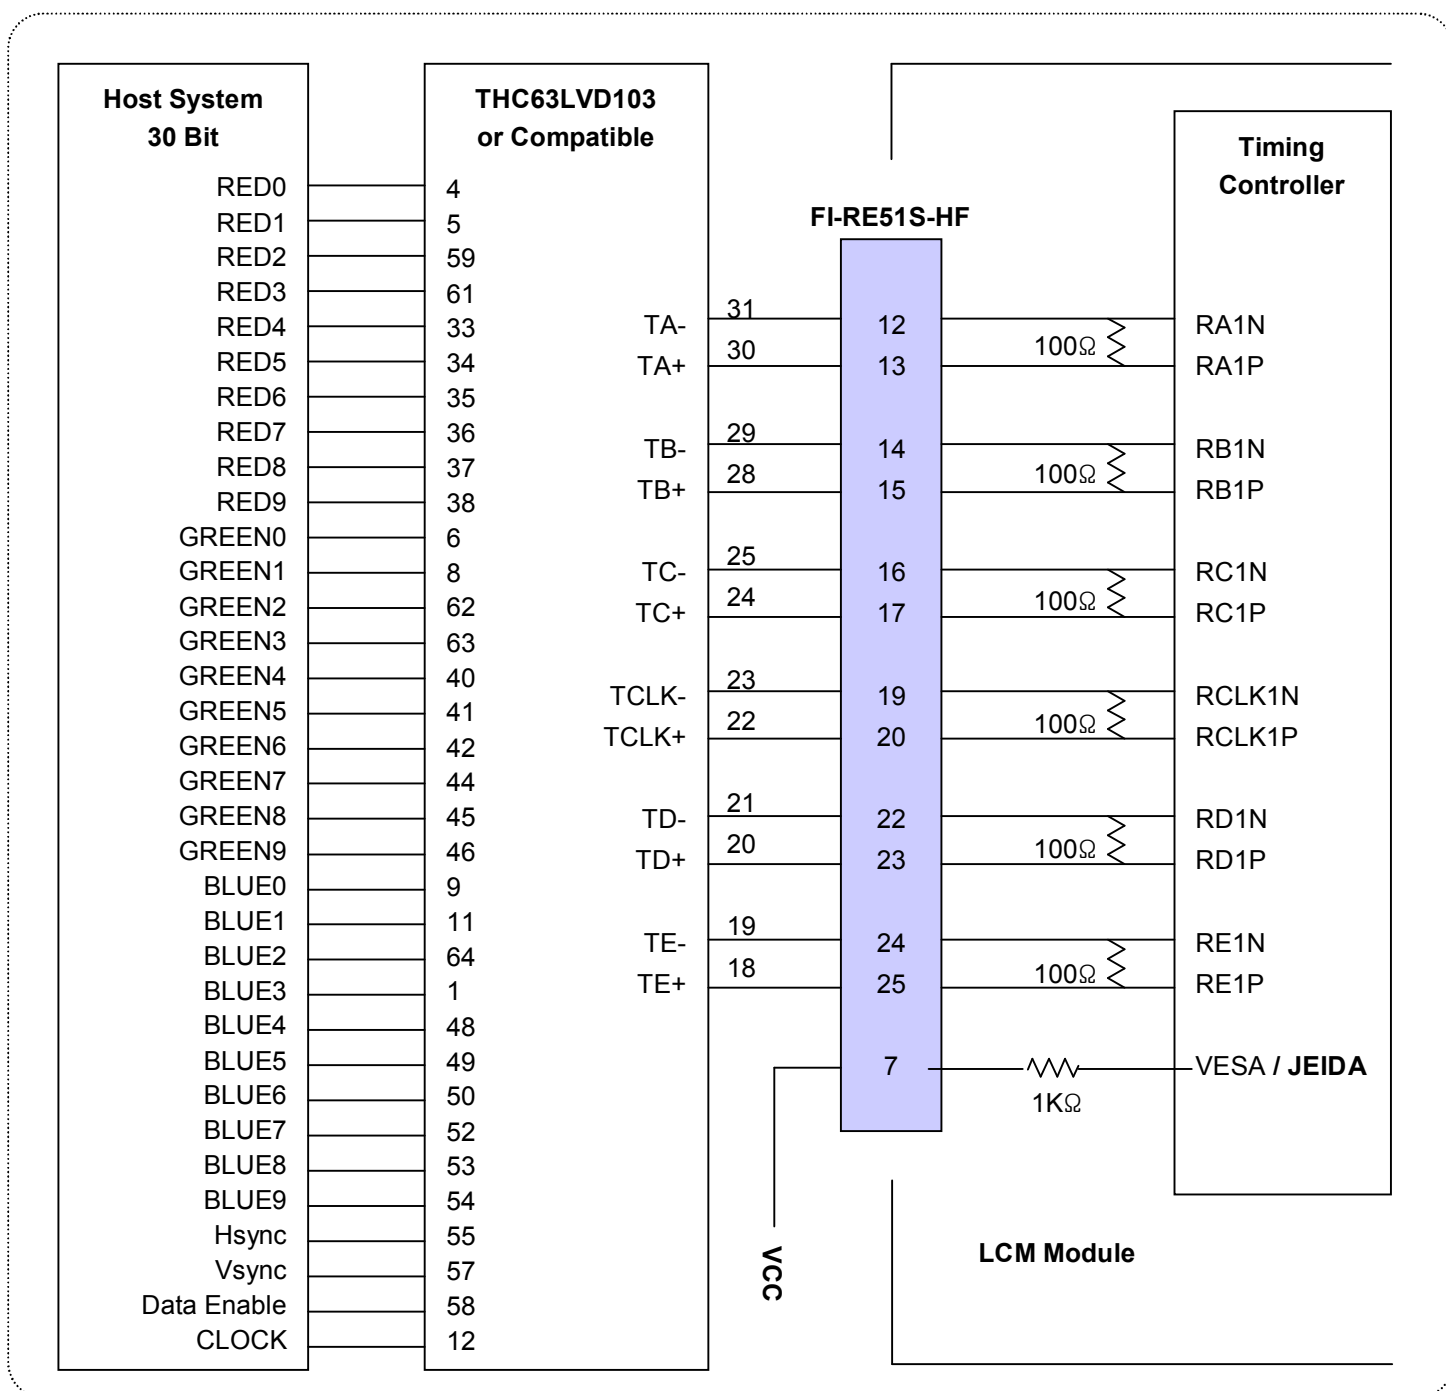 Host System
30 Bit
RED0
RED1
RED2
RED3
RED4
RED5
RED6
RED7
RED8
RED9
GREEN0
GREEN1
GREEN2
GREEN3
GREEN4
GREEN5
GREEN6
GREEN7
GREEN8
GREEN9
BLUE0
BLUE1
BLUE2
BLUE3
BLUE4
BLUE5
BLUE6
BLUE7
BLUE8
BLUE9
Hsync
Vsync
Data Enable
CLOCK
THC63LVD103
or Compatible
4
5
59
61
33
34
35
36
37
38
6
8
62
63
40
41
42
44
45
46
9
11
64
1
48
49
50
52
53
54
55
57
58
12
TA- 31
TA+ 30
TB- 29
TB+ 28
TC- 25
TC+ 24
TCLK- 23
TCLK+ 22
TD- 21
TD+ 20
TE- 19
TE+ 18
VCC
FI-RE51S-HF
12
13
14
15
16
17
19
20
22
23
24
25
7
100Ω
100Ω
100Ω
100Ω
100Ω
100Ω
1KΩ
Timing
Controller
RA1N
RA1P
RB1N
RB1P
RC1N
RC1P
RCLK1N
RCLK1P
RD1N
RD1P
RE1N
RE1P
VESA / JEIDA
LCM Module